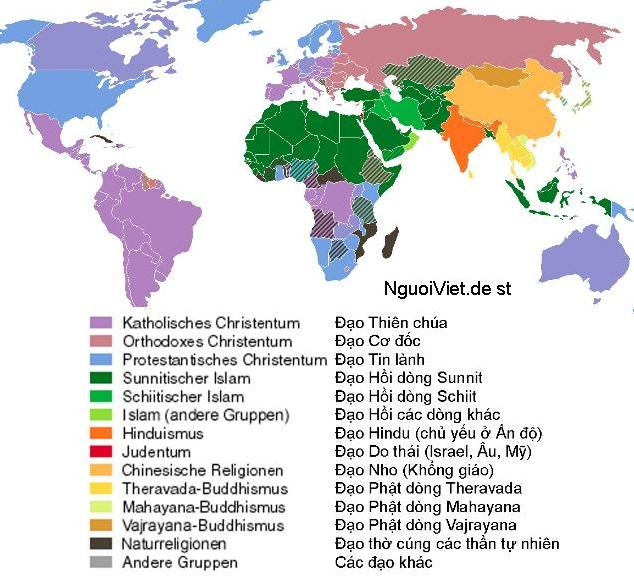 NguoiViet.de st
Katholisches Christentum Đạo Thiên chúa
Orthodoxes Christentum Đạo Cơ đốc
Protestantisches Christentum Đạo Tin lành
Sunnitischer Islam Đạo Hồi dòng Sunnit
Schiitischer Islam Đạo Hồi dòng Schiit
Islam (andere Gruppen) Đạo Hồi các dòng khác
Hinduismus Đạo Hindu (chủ yếu ở Ấn độ)
Judentum Đạo Do thái (Israel, Âu, Mỹ)
Chinesische Religionen Đạo Nho (Khổng giáo)
Theravada-Buddhismus Đạo Phật dòng Theravada
Mahayana-Buddhismus Đạo Phật dòng Mahayana
Vajrayana-Buddhismus Đạo Phật dòng Vajrayana
Naturreligionen Đạo thờ cúng các thần tự nhiên
Andere Gruppen Các đạo khác